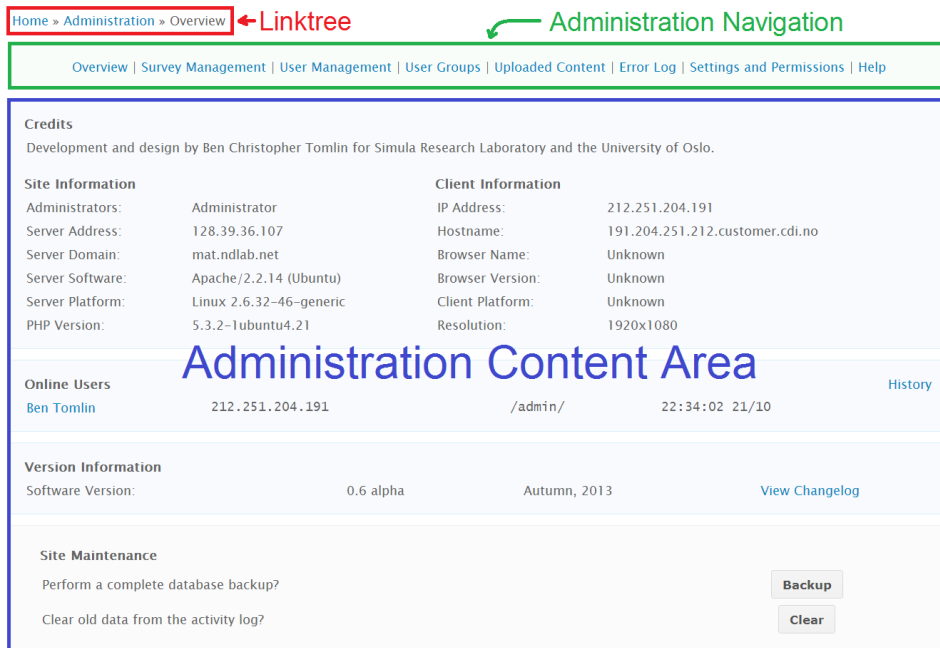 Home » Administration » Overview Linktree Administration Navigation
Overview | Survey Management | User Management | User Groups | Uploaded Content | Error Log | Settings and Permissions | Help
Credits
Development and design by Ben Christopher Tomlin for Simula Research Laboratory and the University of Oslo.
Site Information Client Information
Administrators: Administrator IP Address: 212.251.204.191
Server Address: 128.39.36.107 Hostname: 191.204.251.212.customer.cdi.no
Server Domain: mat.ndlab.net Browser Name: Unknown
Server Software: Apache/2.2.14 (Ubuntu) Browser Version: Unknown
Server Platform: Linux 2.6.32-46-generic Client Platform: Unknown
PHP Version: 5.3.2-1ubuntu4.21 Resolution: 1920x1080
Administration Content Area
Online Users History
Ben Tomlin 212.251.204.191 /admin/ 22:34:02 21/10
Version Information
Software Version: 0.6 alpha Autumn, 2013 View Changelog
Site Maintenance
Perform a complete database backup? Backup
Clear old data from the activity log? Clear